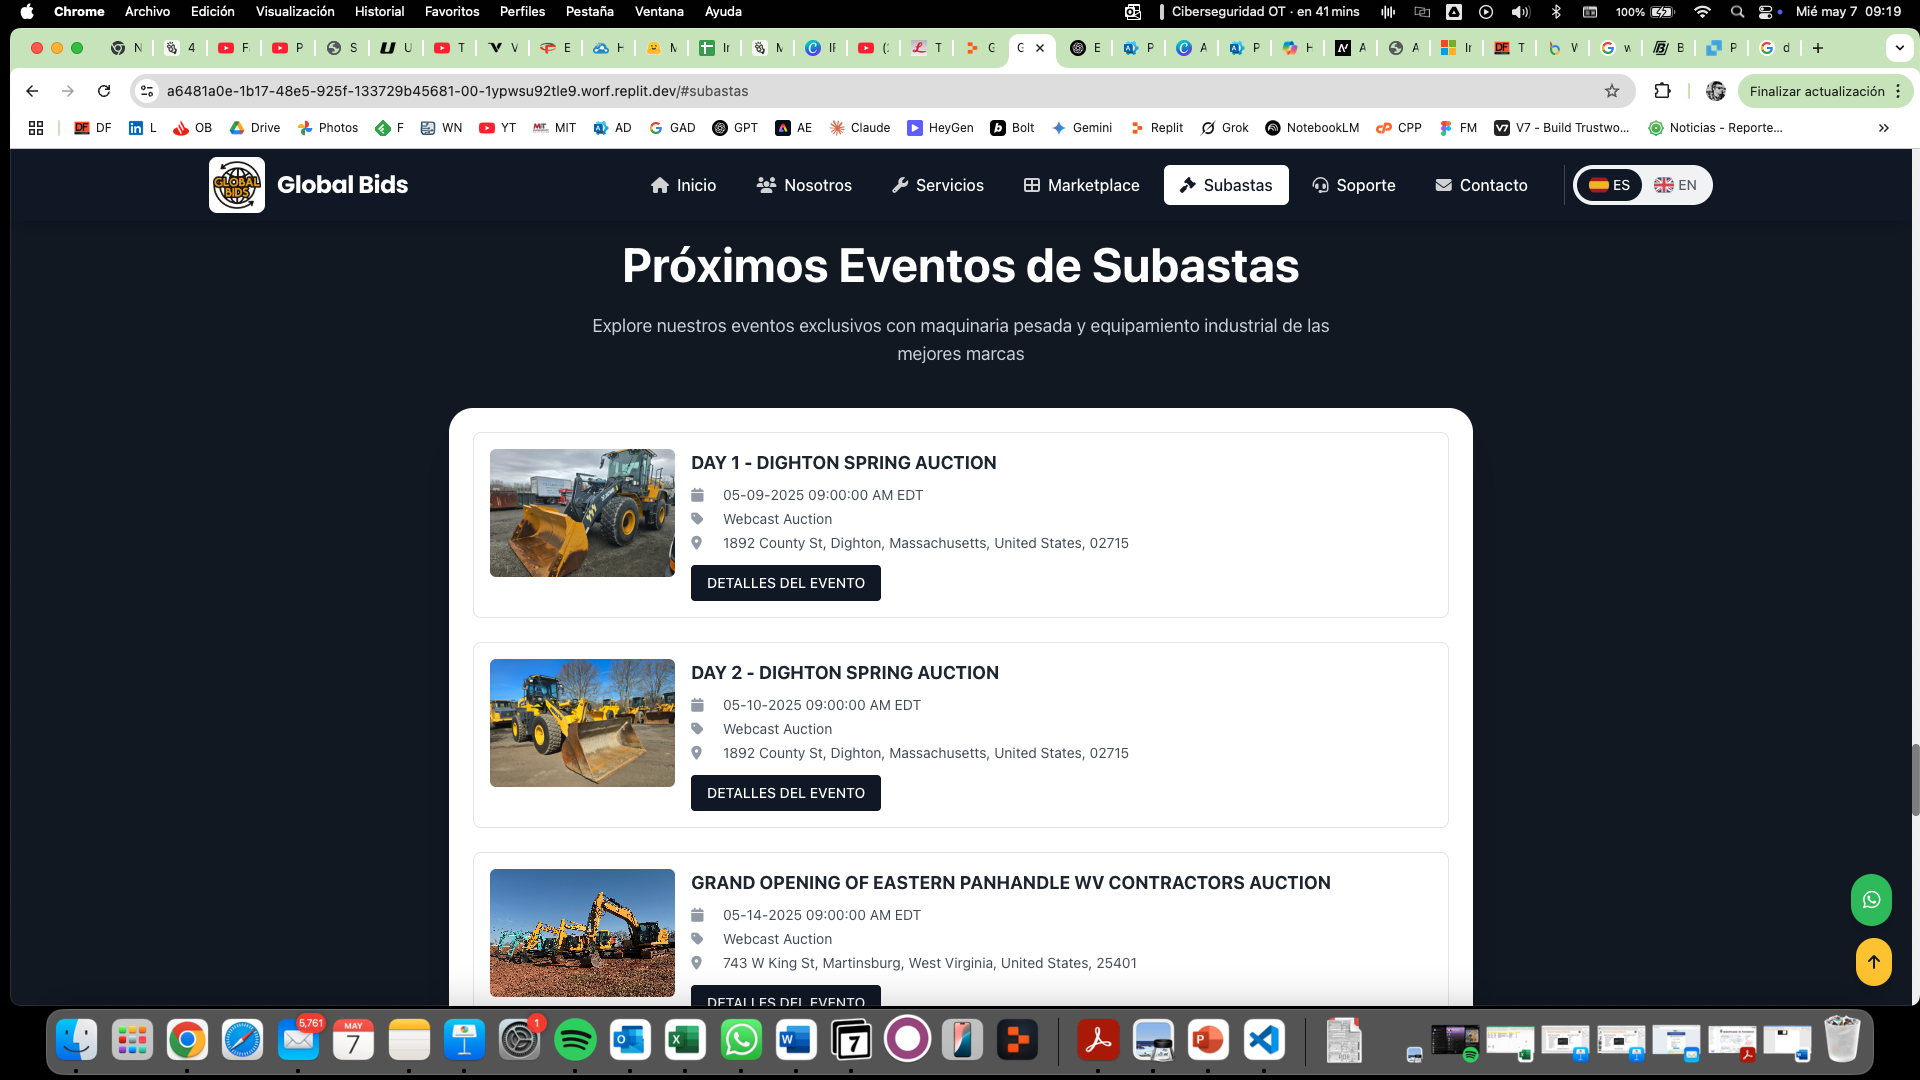 Chrome Archivo Edición Visualización Historial Favoritos Perfiles Pestaña Ventana Ayuda
Ciberseguridad OT · en 41 mins 100% Mié may 7 09:19
a6481a0e-1b17-48e5-925f-133729b45681-00-1ypwsu92tle9.worf.replit.dev/#subastas
Finalizar actualización
DF L OB Drive Photos F WN YT MIT AD GAD GPT AE Claude HeyGen Bolt Gemini Replit Grok NotebookLM CPP FM V7 - Build Trustwo... Noticias - Reporte...
GLOBAL BIDS
Global Bids
Inicio Nosotros Servicios Marketplace Subastas Soporte Contacto ES EN
Próximos Eventos de Subastas
Explore nuestros eventos exclusivos con maquinaria pesada y equipamiento industrial de las
mejores marcas
DAY 1 - DIGHTON SPRING AUCTION
05-09-2025 09:00:00 AM EDT
Webcast Auction
1892 County St, Dighton, Massachusetts, United States, 02715
DETALLES DEL EVENTO
DAY 2 - DIGHTON SPRING AUCTION
05-10-2025 09:00:00 AM EDT
Webcast Auction
1892 County St, Dighton, Massachusetts, United States, 02715
DETALLES DEL EVENTO
GRAND OPENING OF EASTERN PANHANDLE WV CONTRACTORS AUCTION
05-14-2025 09:00:00 AM EDT
Webcast Auction
743 W King St, Martinsburg, West Virginia, United States, 25401
DETALLES DEL EVENTO
5,761
MAY
7
1
7